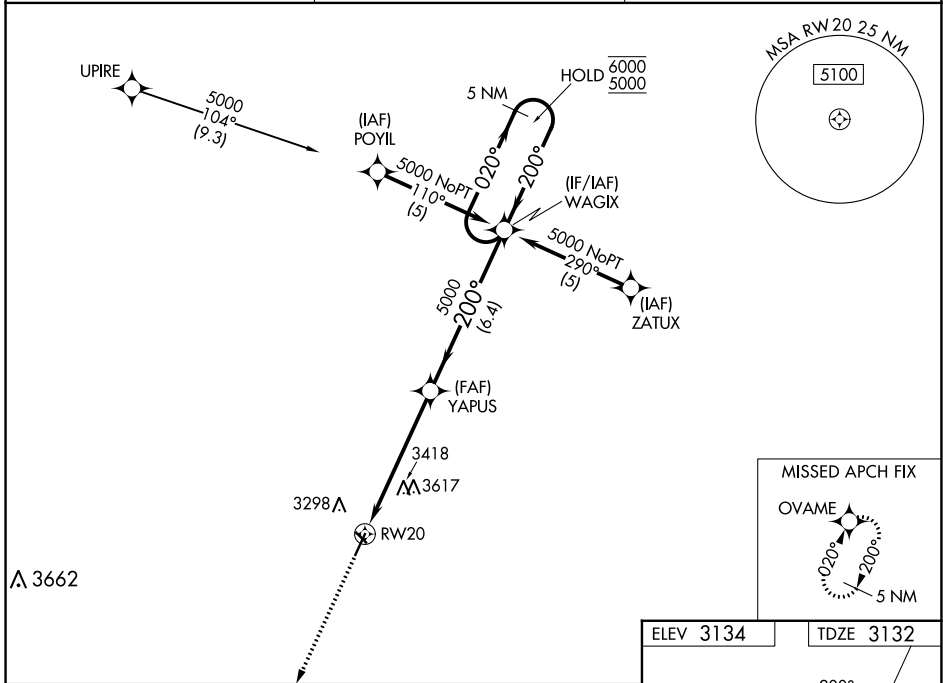 MSA RW 20 25 NM
5100
UPIRE
5000
104°
(9.3)
HOLD 6000
5000
5 NM
(IAF)
POYIL
5000 NoPT
110°
(5)
020°
200°
(IF/IAF)
WAGIX
5000 NoPT
290°
(5)
(IAF)
ZATUX
5000
200°
(6.4)
(FAF)
YAPUS
3418
3617
3298
RW20
3662
MISSED APCH FIX
OVAME
020°
200°
5 NM
ELEV 3134
TDZE 3132